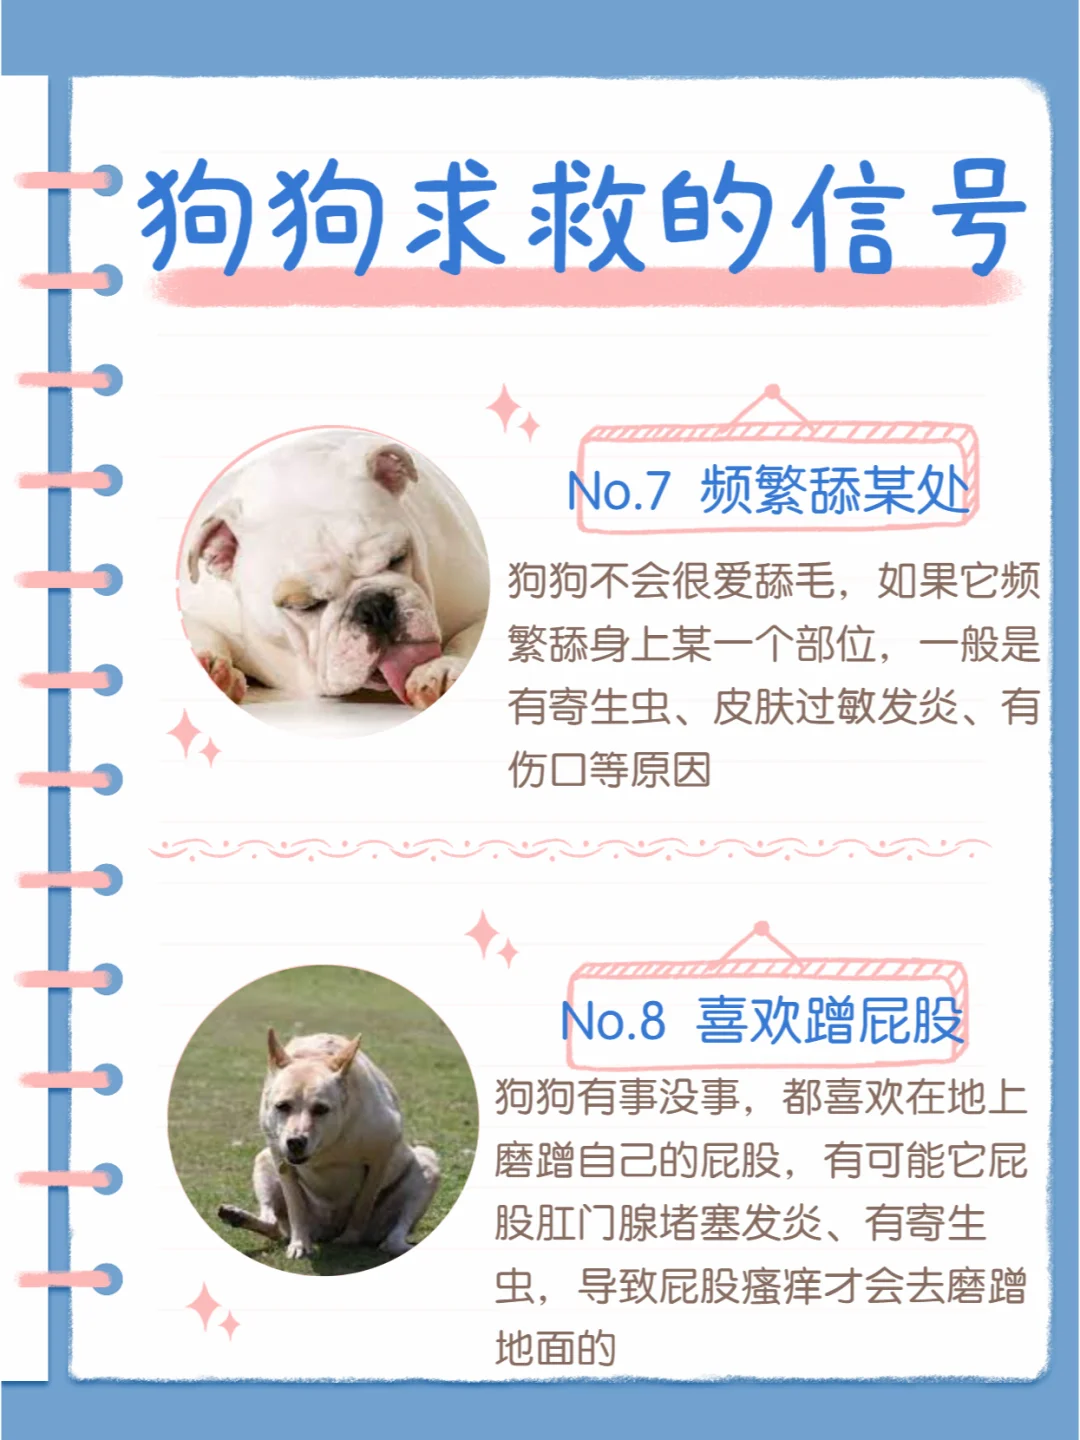 狗狗求救的信号
No.7 频繁舔某处
狗狗不会很爱舔毛，如果它频
繁舔身上某一个部位，一般是
有寄生虫、皮肤过敏发炎、有
伤口等原因
No.8 喜欢蹭屁股
狗狗有事没事，都喜欢在地上
磨蹭自己的屁股，有可能它屁
股肛门腺堵塞发炎、有寄生
虫，导致屁股瘙痒才会去磨蹭
地面的